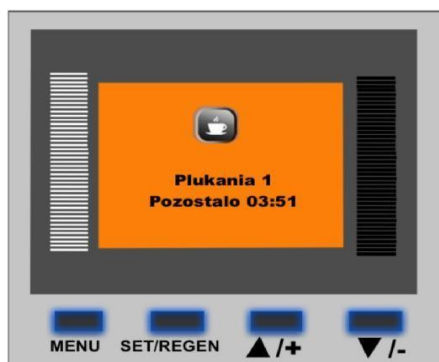 Plukania 1
Pozostalo 03:51
MENU SET/REGEN ▲/+ ▼/-